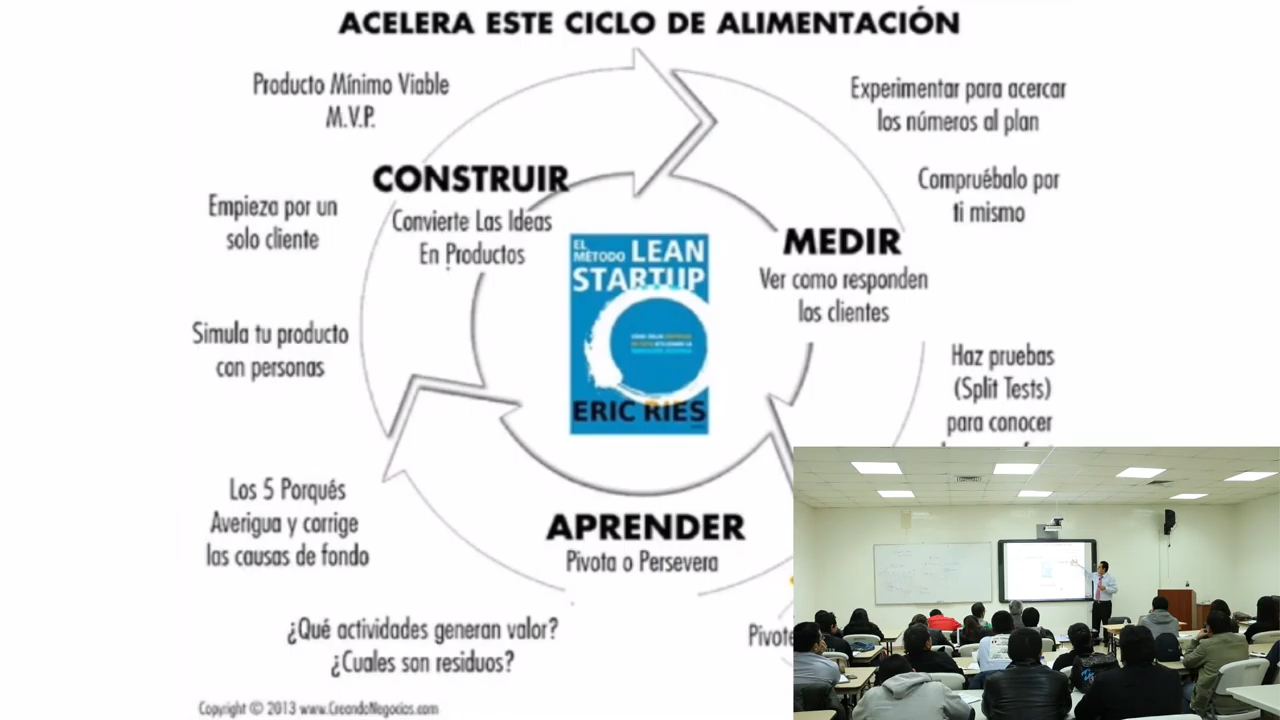 ACELERA ESTE CICLO DE ALIMENTACIÓN
Producto Mínimo Viable
M.V.P.
Experimentar para acercar
los números al plan
CONSTRUIR
Convierte Las Ideas
En Productos
Empieza por un
solo cliente
Compruébalo por
ti mismo
MEDIR
Ver como responden
los clientes
EL
MÉTODO LEAN
STARTUP
ERIC RIES
Simula tu producto
con personas
Haz pruebas
(Split Tests)
para conocer
Los 5 Porqués
Averigua y corrige
las causas de fondo
APRENDER
Pivota o Persevera
¿Qué actividades generan valor?
¿Cuales son residuos?
Copyright © 2013 www.CreandoNegocios.com